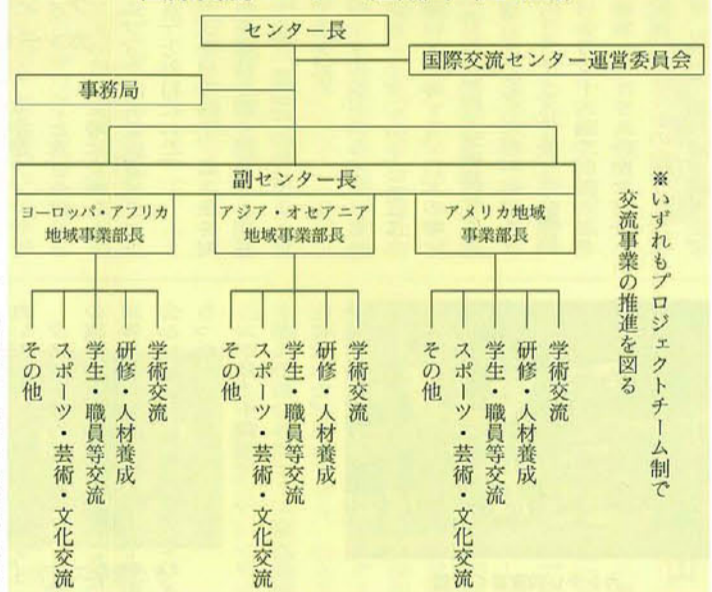 センター長
国際交流センター運営委員会
事務局
副センター長
ヨーロッパ・アフリカ
地域事業部長
アジア・オセアニア
地域事業部長
アメリカ地域
事業部長
※いずれもプロジェクトチーム制で
交流事業の推進を図る
学術交流
研修・人材養成
学生・職員等交流
スポーツ・芸術・文化交流
その他
学術交流
研修・人材養成
学生・職員等交流
スポーツ・芸術・文化交流
その他
学術交流
研修・人材養成
学生・職員等交流
スポーツ・芸術・文化交流
その他